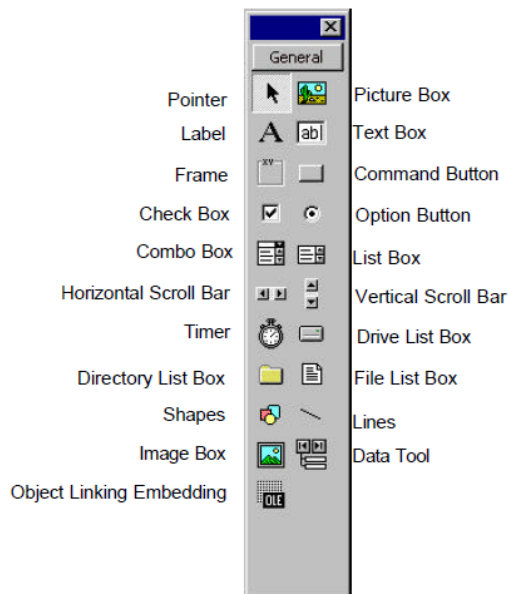 General
Pointer Picture Box
Label A ab Text Box
Frame xv Command Button
Check Box Option Button
Combo Box List Box
Horizontal Scroll Bar Vertical Scroll Bar
Timer Drive List Box
Directory List Box File List Box
Shapes Lines
Image Box Data Tool
Object Linking Embedding OLE